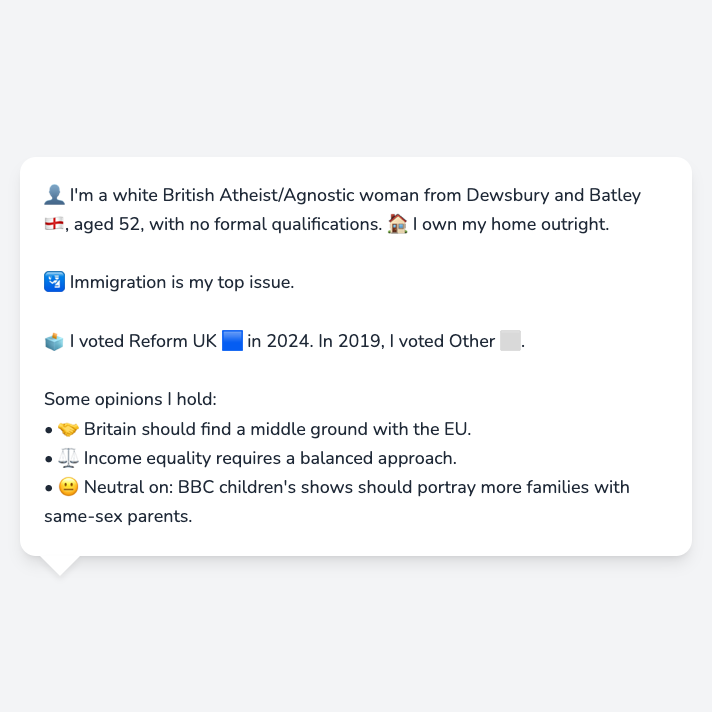 👤 I'm a white British Atheist/Agnostic woman from Dewsbury and Batley
🏴󠁧󠁢󠁥󠁮󠁧󠁿, aged 52, with no formal qualifications. 🏠 I own my home outright.
🛂 Immigration is my top issue.
🗳️ I voted Reform UK 🟦 in 2024. In 2019, I voted Other ⬜.
Some opinions I hold:
• 🤝 Britain should find a middle ground with the EU.
• ⚖️ Income equality requires a balanced approach.
• 😐 Neutral on: BBC children's shows should portray more families with
same-sex parents.